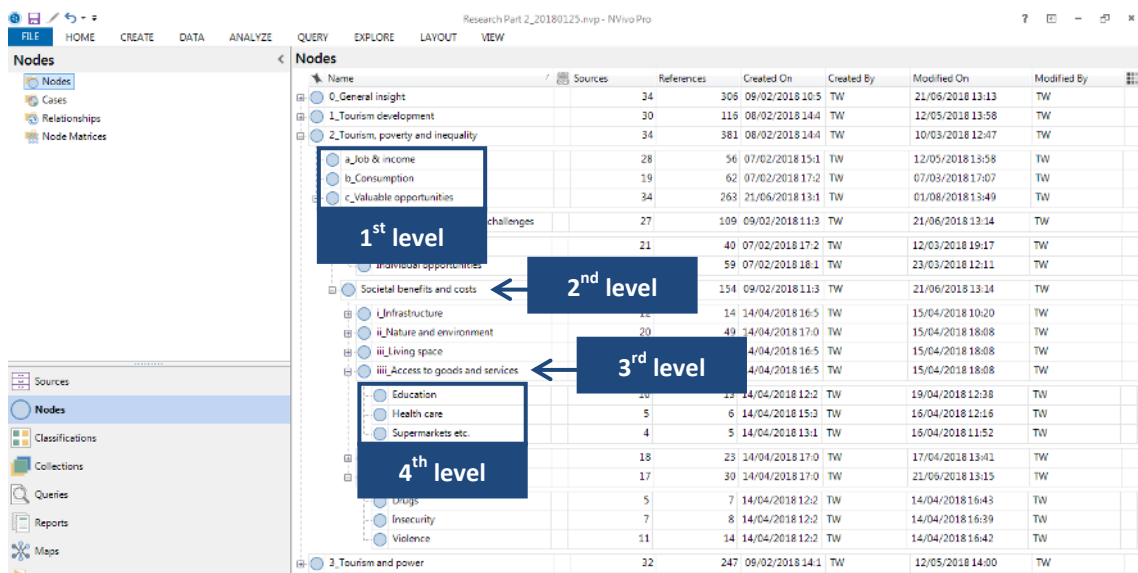 Research Part 2_20180125.nvp - NVivo Pro
FILE HOME CREATE DATA ANALYZE QUERY EXPLORE LAYOUT VIEW
Nodes
Nodes
Cases
Relationships
Node Matrices
Sources
Nodes
Classifications
Collections
Queries
Reports
Maps
Nodes
Name Sources References Created On Created By Modified On Modified By
0_General insight 34 306 09/02/2018 10:5 TW 21/06/2018 13:13 TW
1_Tourism development 30 116 08/02/2018 14:4 TW 12/05/2018 13:58 TW
2_Tourism, poverty and inequality 34 381 08/02/2018 14:4 TW 10/03/2018 12:47 TW
a_Job & income 28 56 07/02/2018 15:1 TW 12/05/2018 13:58 TW
b_Consumption 19 62 07/02/2018 17:2 TW 07/03/2018 17:07 TW
c_Valuable opportunities 34 263 21/06/2018 13:1 TW 01/08/2018 13:49 TW
challenges 27 109 09/02/2018 11:3 TW 21/06/2018 13:14 TW
1st level
21 40 07/02/2018 17:2 TW 12/03/2018 19:17 TW
Individual opportunities 59 07/02/2018 18:1 TW 23/03/2018 12:11 TW
Societal benefits and costs 154 09/02/2018 11:3 TW 21/06/2018 13:14 TW
2nd level
i_Infrastructure 12 14 14/04/2018 16:5 TW 15/04/2018 10:20 TW
ii_Nature and environment 20 49 14/04/2018 17:0 TW 15/04/2018 18:08 TW
iii_Living space 4/04/2018 16:5 TW 15/04/2018 18:08 TW
iiii_Access to goods and services 4/04/2018 16:5 TW 15/04/2018 18:08 TW
3rd level
Education 13 14/04/2018 12:2 TW 19/04/2018 12:38 TW
Health care 5 6 14/04/2018 15:3 TW 16/04/2018 12:16 TW
Supermarkets etc. 4 5 14/04/2018 13:1 TW 16/04/2018 11:52 TW
18 23 14/04/2018 17:0 TW 17/04/2018 13:41 TW
4th level
17 30 14/04/2018 17:0 TW 21/06/2018 13:15 TW
Drugs 5 7 14/04/2018 12:2 TW 14/04/2018 16:43 TW
Insecurity 7 8 14/04/2018 12:2 TW 14/04/2018 16:39 TW
Violence 11 14 14/04/2018 12:2 TW 14/04/2018 16:42 TW
3_Tourism and power 32 247 09/02/2018 14:1 TW 12/05/2018 14:00 TW